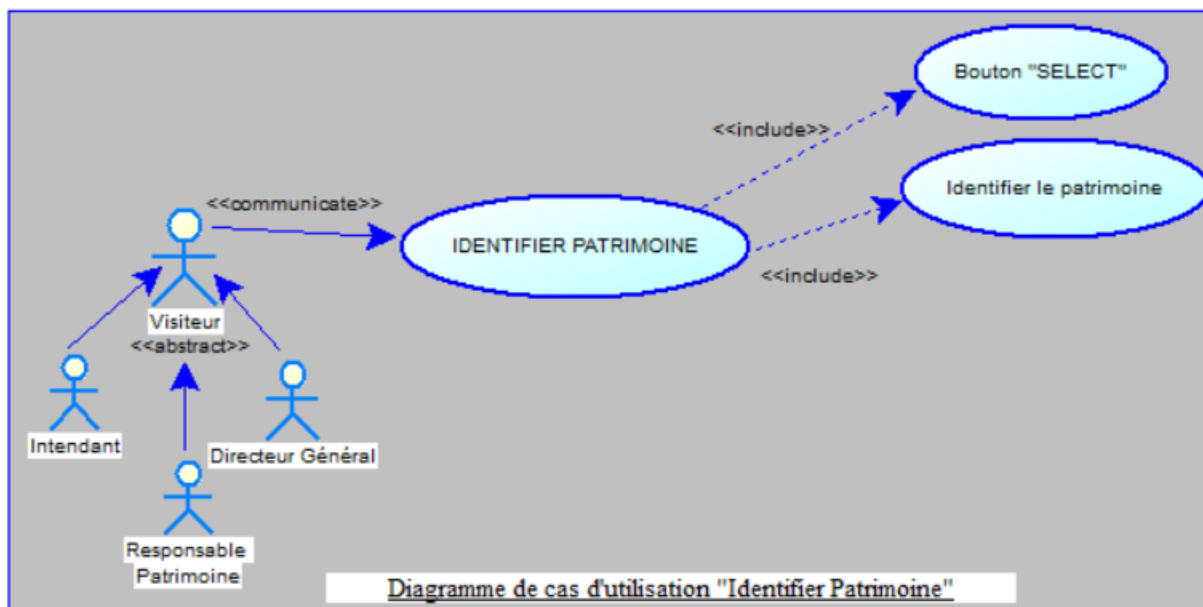 Bouton "SELECT"
<<include>>
Identifier le patrimoine
<<communicate>>
IDENTIFIER PATRIMOINE
<<include>>
Visiteur
<<abstract>>
Intendant
Directeur Général
Responsable
Patrimoine
Diagramme de cas d'utilisation "Identifier Patrimoine"